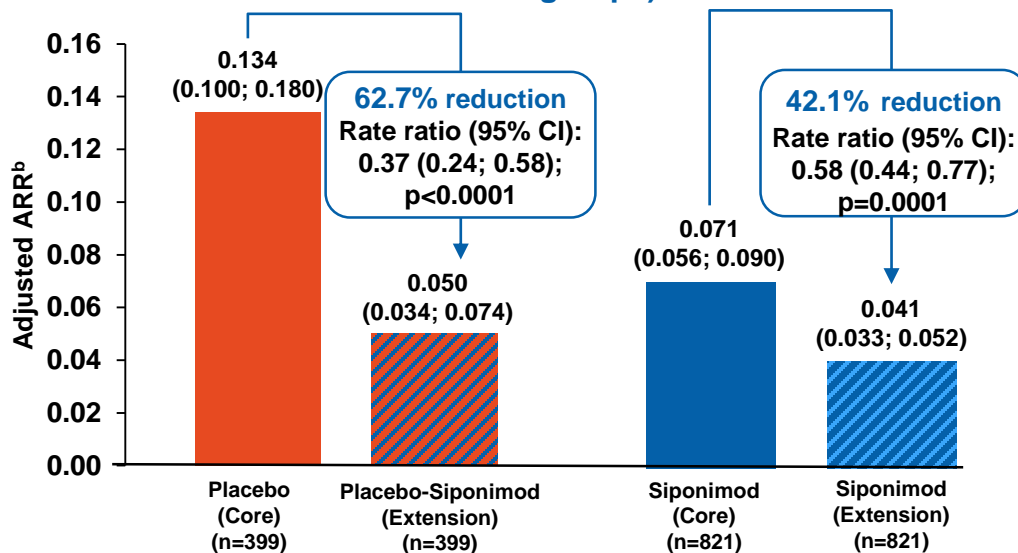 0.16
0.14
0.12
0.10
0.08
0.06
0.04
0.02
0.00
Adjusted ARRᵇ
0.134
(0.100; 0.180)
62.7% reduction
Rate ratio (95% CI):
0.37 (0.24; 0.58);
p<0.0001
0.050
(0.034; 0.074)
0.071
(0.056; 0.090)
42.1% reduction
Rate ratio (95% CI):
0.58 (0.44; 0.77);
p=0.0001
0.041
(0.033; 0.052)
Placebo
(Core)
(n=399)
Placebo-Siponimod
(Extension)
(n=399)
Siponimod
(Core)
(n=821)
Siponimod
(Extension)
(n=821)